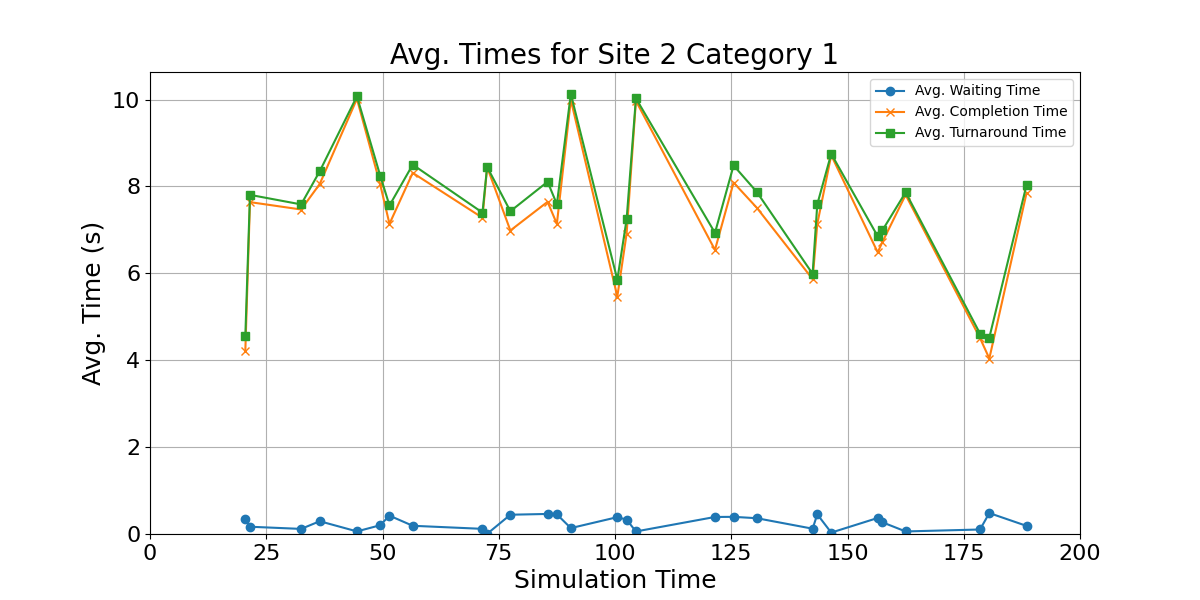 Avg. Times for Site 2 Category 1
Avg. Waiting Time
Avg. Completion Time
Avg. Turnaround Time
Avg. Time (s)
10
8
6
4
2
0
0 25 50 75 100 125 150 175 200
Simulation Time